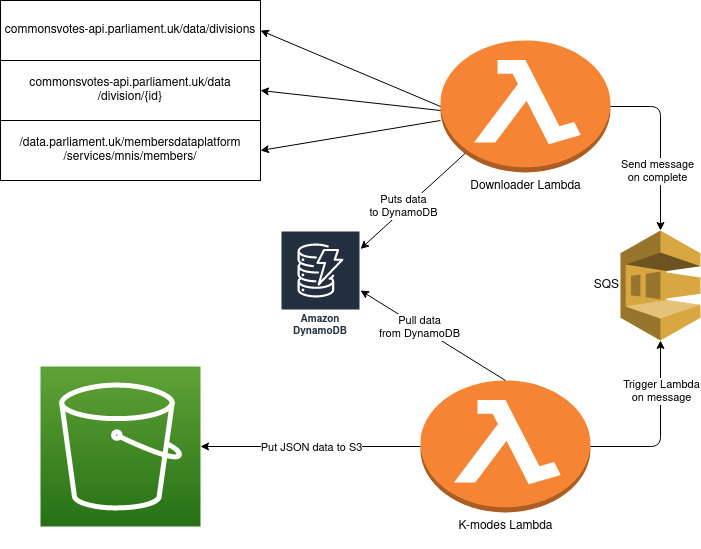 commonsvotes-api.parliament.uk/data/divisions
commonsvotes-api.parliament.uk/data
/division/{id}
/data.parliament.uk/membersdataplatform
/services/mnis/members/
Downloader Lambda
Send message
on complete
Puts data
to DynamoDB
SQS
Amazon
DynamoDB
Pull data
from DynamoDB
Trigger Lambda
on message
Put JSON data to S3
K-modes Lambda